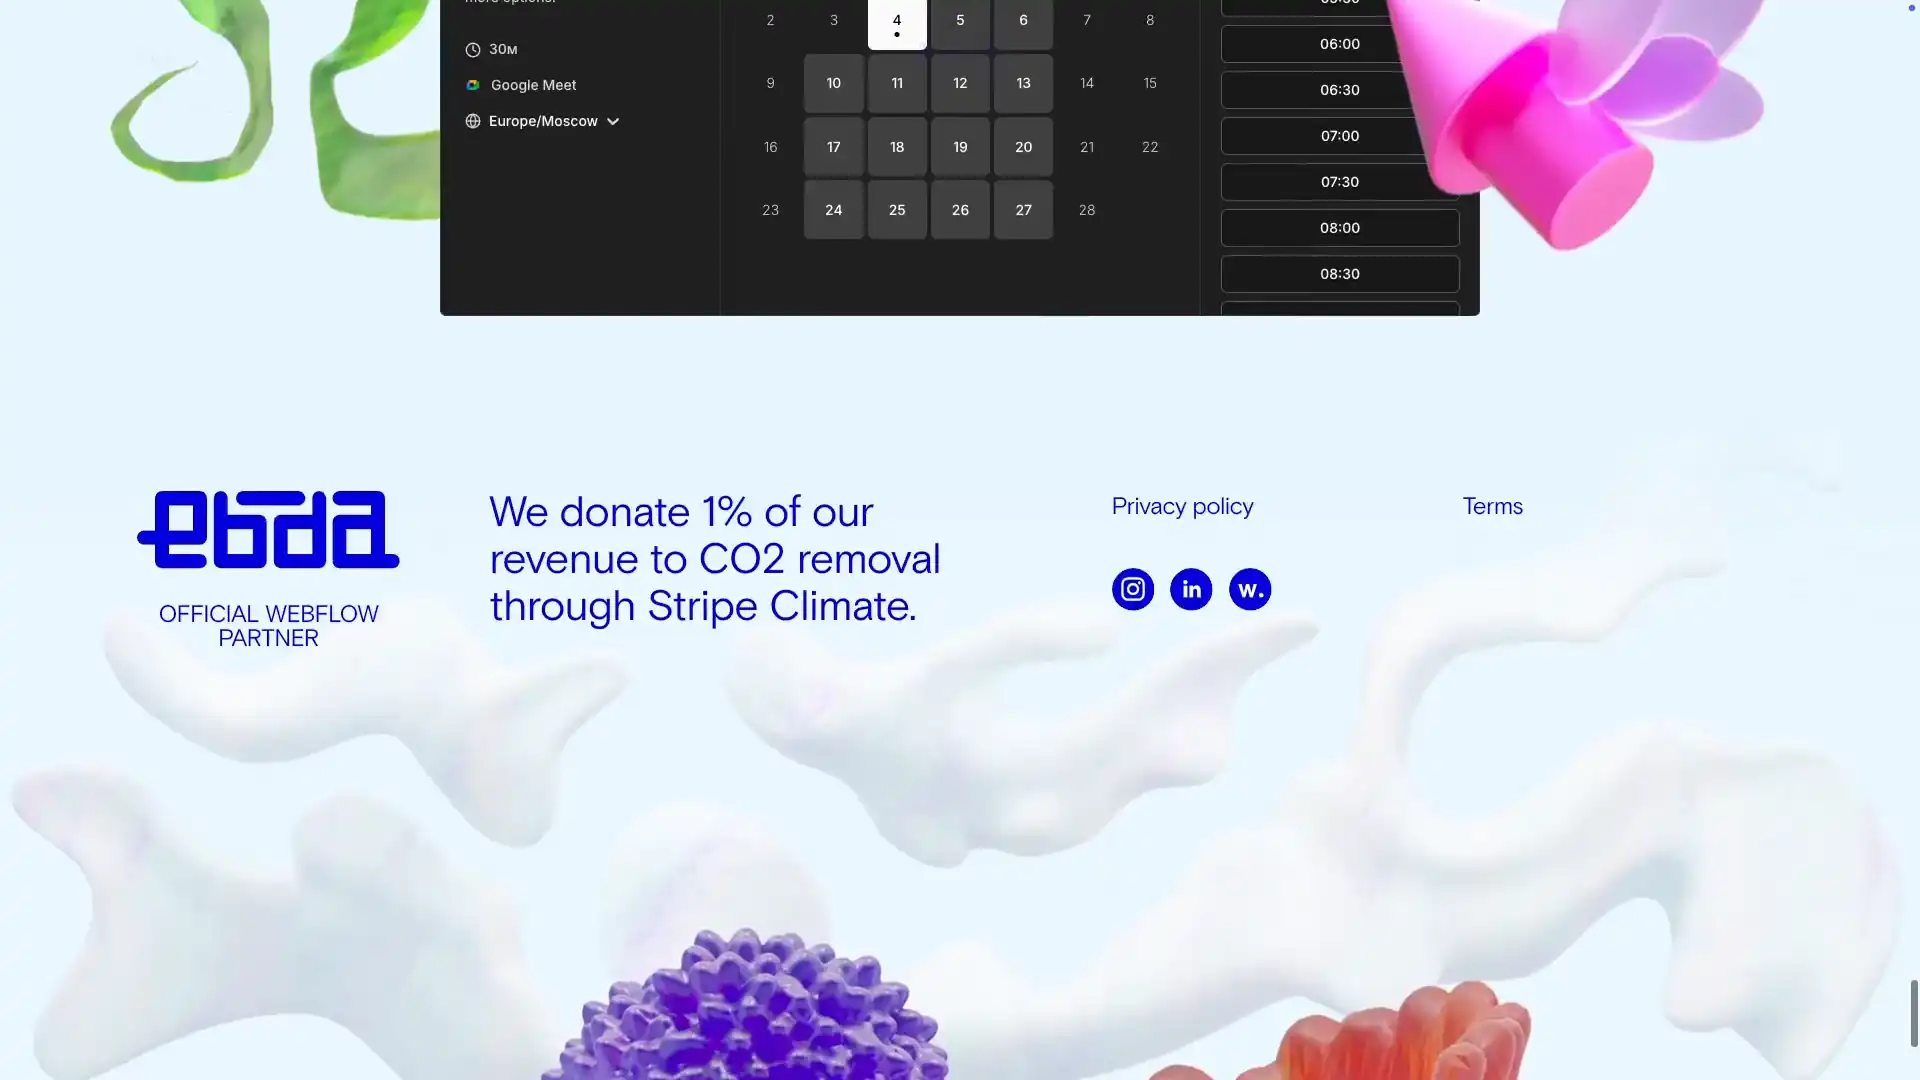 30м
Google Meet
Europe/Moscow
2 3 4 5 6 7 8
9 10 11 12 13 14 15
16 17 18 19 20 21 22
23 24 25 26 27 28
06:00
06:30
07:00
07:30
08:00
08:30
ebda
OFFICIAL WEBFLOW
PARTNER
We donate 1% of our
revenue to CO2 removal
through Stripe Climate.
Privacy policy
Terms
in
w.